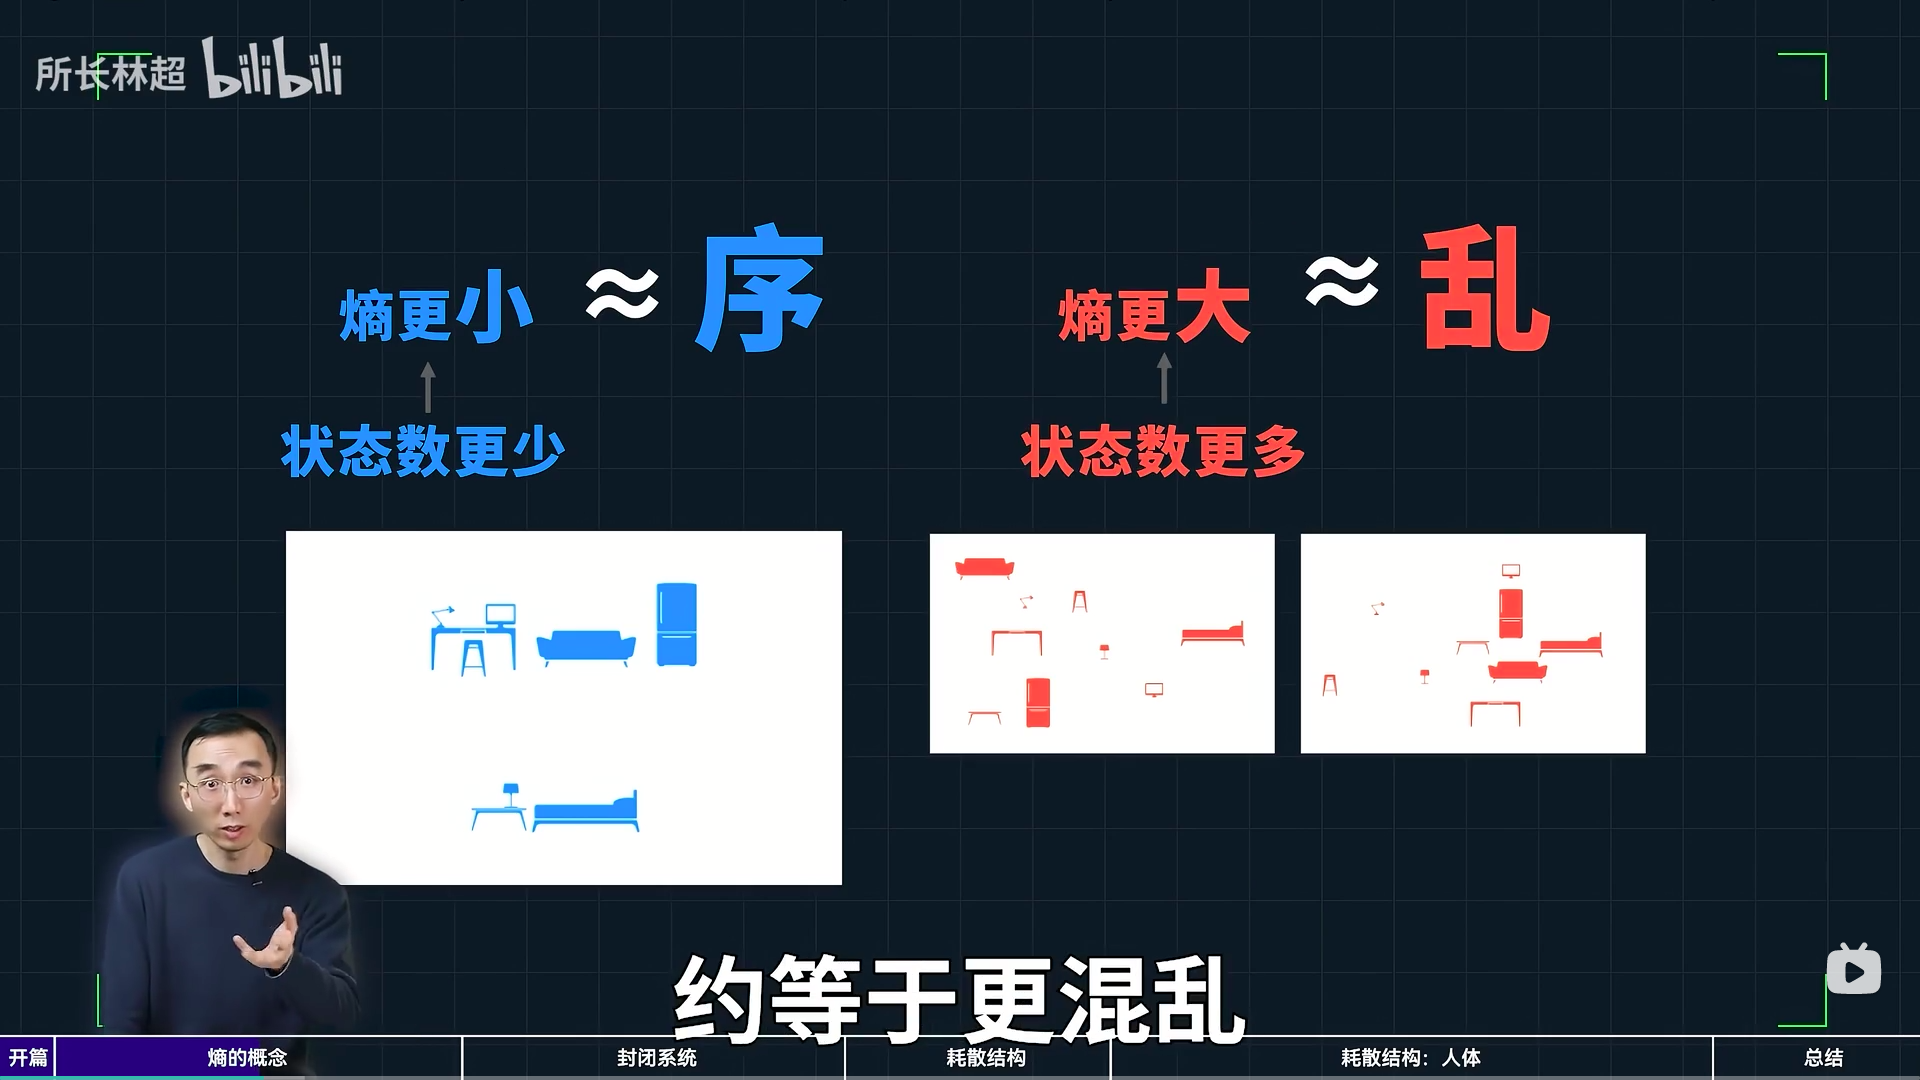 所长林超 bilibili
熵更小 ≈ 序
熵更大 ≈ 乱
状态数更少
状态数更多
约等于更混乱
开篇
熵的概念
封闭系统
耗散结构
耗散结构：人体
总结